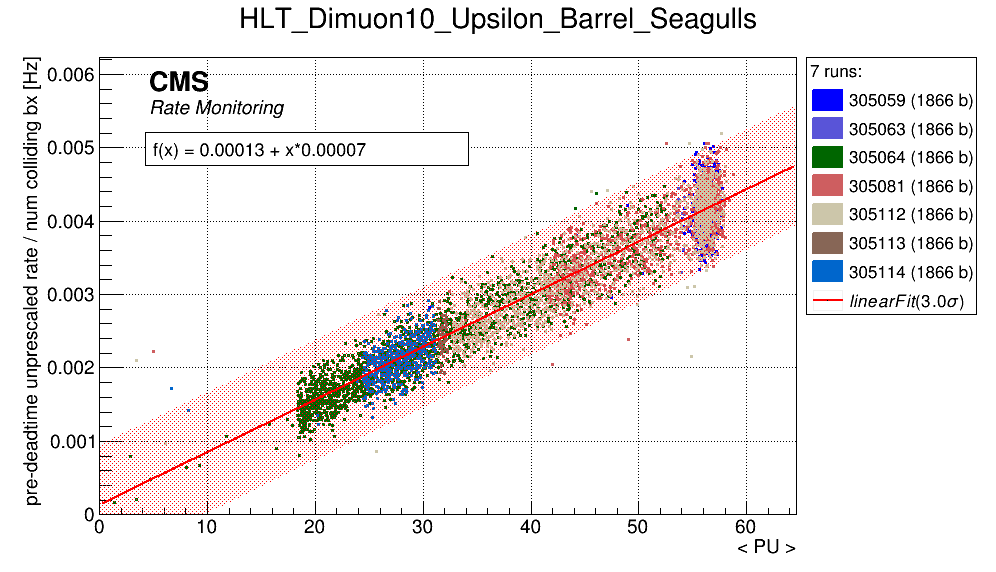 HLT_Dimuon10_Upsilon_Barrel_Seagulls
pre-deadtime unprescaled rate / num colliding bx [Hz]
0.006
0.005
0.004
0.003
0.002
0.001
0
CMS
Rate Monitoring
f(x) = 0.00013 + x*0.00007
0 10 20 30 40 50 60
< PU >
7 runs:
305059 (1866 b)
305063 (1866 b)
305064 (1866 b)
305081 (1866 b)
305112 (1866 b)
305113 (1866 b)
305114 (1866 b)
linearFit(3.0σ)